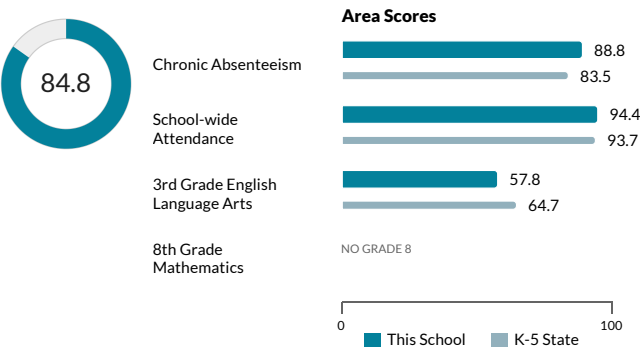 Area Scores
84.8
Chronic Absenteeism
88.8
83.5
School-wide
Attendance
94.4
93.7
3rd Grade English
Language Arts
57.8
64.7
8th Grade
Mathematics
NO GRADE 8
0
100
This School
K-5 State